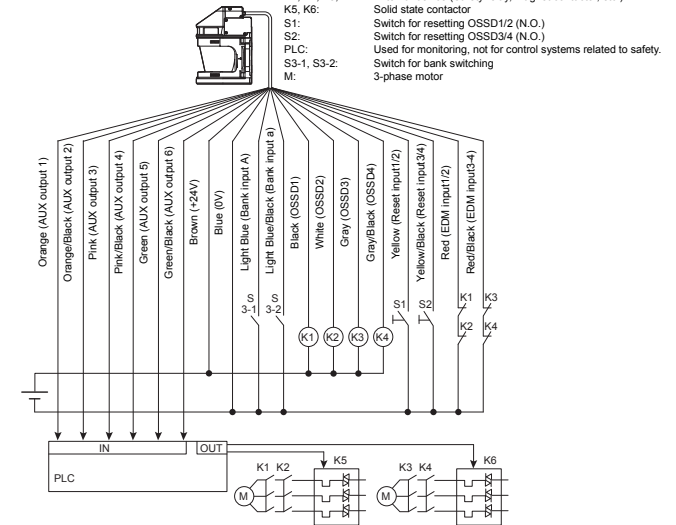 K5, K6: Solid state contactor
S1: Switch for resetting OSSD1/2 (N.O.)
S2: Switch for resetting OSSD3/4 (N.O.)
PLC: Used for monitoring, not for control systems related to safety.
S3-1, S3-2: Switch for bank switching
M: 3-phase motor
Orange (AUX output 1)
Orange/Black (AUX output 2)
Pink (AUX output 3)
Pink/Black (AUX output 4)
Green (AUX output 5)
Green/Black (AUX output 6)
Brown (+24V)
Blue (0V)
Light Blue (Bank input A)
Light Blue/Black (Bank input a)
Black (OSSD1)
White (OSSD2)
Gray (OSSD3)
Gray/Black (OSSD4)
Yellow (Reset input1/2)
Yellow/Black (Reset input3/4)
Red (EDM input1/2)
Red/Black (EDM input3-4)
S
3-1
S
3-2
K1
K2
K3
K4
S1
S2
K1
K3
K2
K4
IN
OUT
PLC
K1 K2
K5
M
K3 K4
K6
M